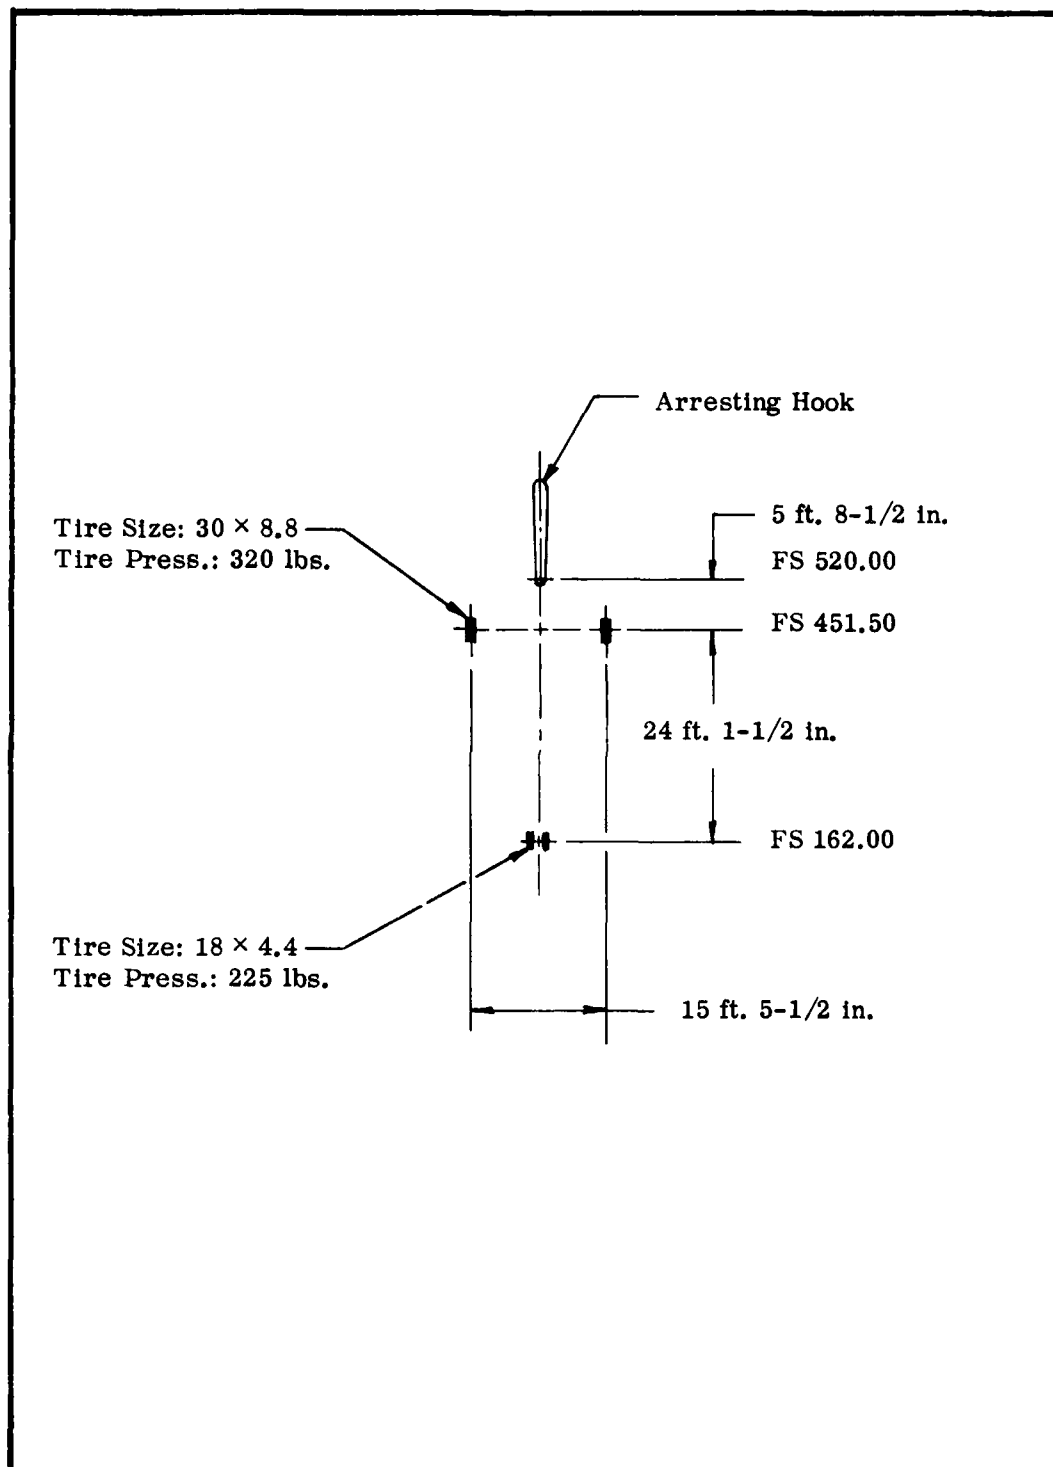 Arresting Hook
5 ft. 8-1/2 in.
Tire Size: 30 × 8.8
Tire Press.: 320 lbs.
FS 520.00
FS 451.50
24 ft. 1-1/2 in.
FS 162.00
Tire Size: 18 × 4.4
Tire Press.: 225 lbs.
15 ft. 5-1/2 in.